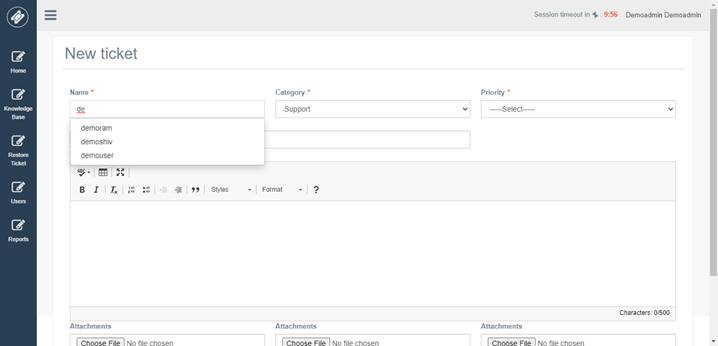 Session timeout in : 9:56 Demoadmin Demoadmin
Home
Knowledge
Base
Restore
Ticket
Users
Reports
New ticket
Name * Category * Priority *
de Support -----Select-----
demoram
demoshiv
demouser
B I Tx Styles Format ?
Characters: 0/500
Attachments Attachments Attachments
Choose File No file chosen Choose File No file chosen Choose File No file chosen